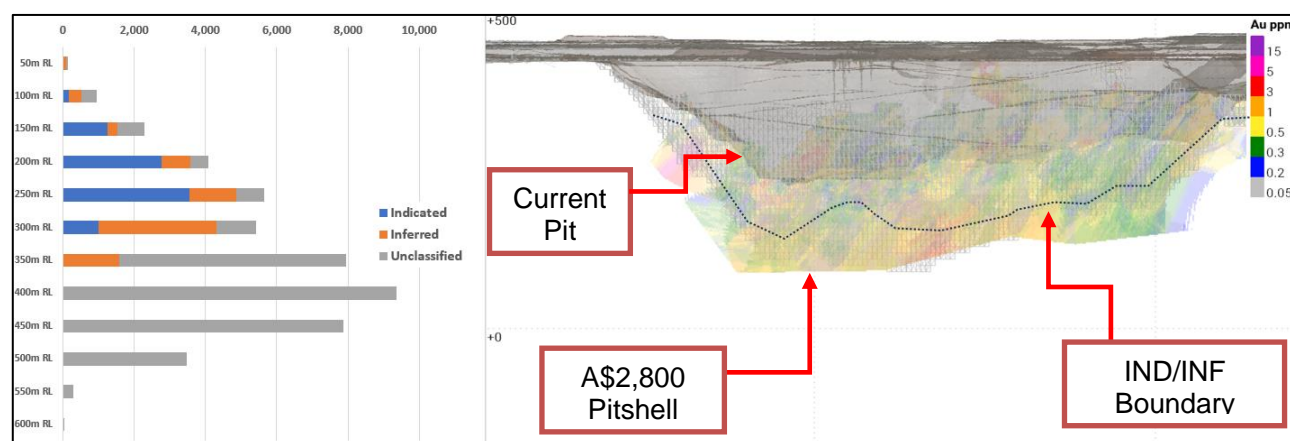 0 2,000 4,000 6,000 8,000 10,000
50m RL
100m RL
150m RL
200m RL
250m RL
300m RL
350m RL
400m RL
450m RL
500m RL
550m RL
600m RL
Indicated
Inferred
Unclassified
+500
+0
Au ppm
15
5
3
1
0.5
0.3
0.2
0.05
Current
Pit
A$2,800
Pitshell
IND/INF
Boundary